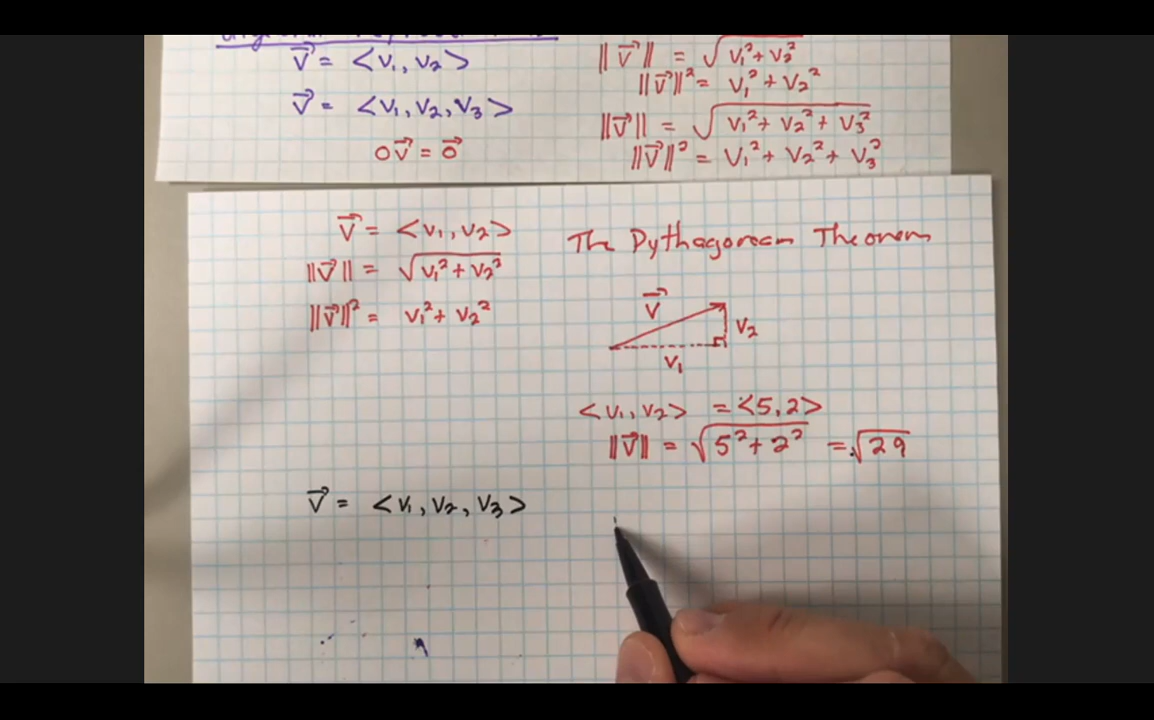 v⃗ = <v₁, v₂>
v⃗ = <v₁, v₂, v₃>
0v⃗ = 0⃗
||v⃗|| = √(v₁² + v₂²)
||v⃗||² = v₁² + v₂²
||v⃗|| = √(v₁² + v₂² + v₃²)
||v⃗||² = v₁² + v₂² + v₃²
v⃗ = <v₁, v₂>
||v⃗|| = √(v₁² + v₂²)
||v⃗||² = v₁² + v₂²
The Pythagorean Theorem
v⃗
v₂
v₁
<v₁, v₂> = <5, 2>
||v⃗|| = √(5² + 2²) = √29
v⃗ = <v₁, v₂, v₃>